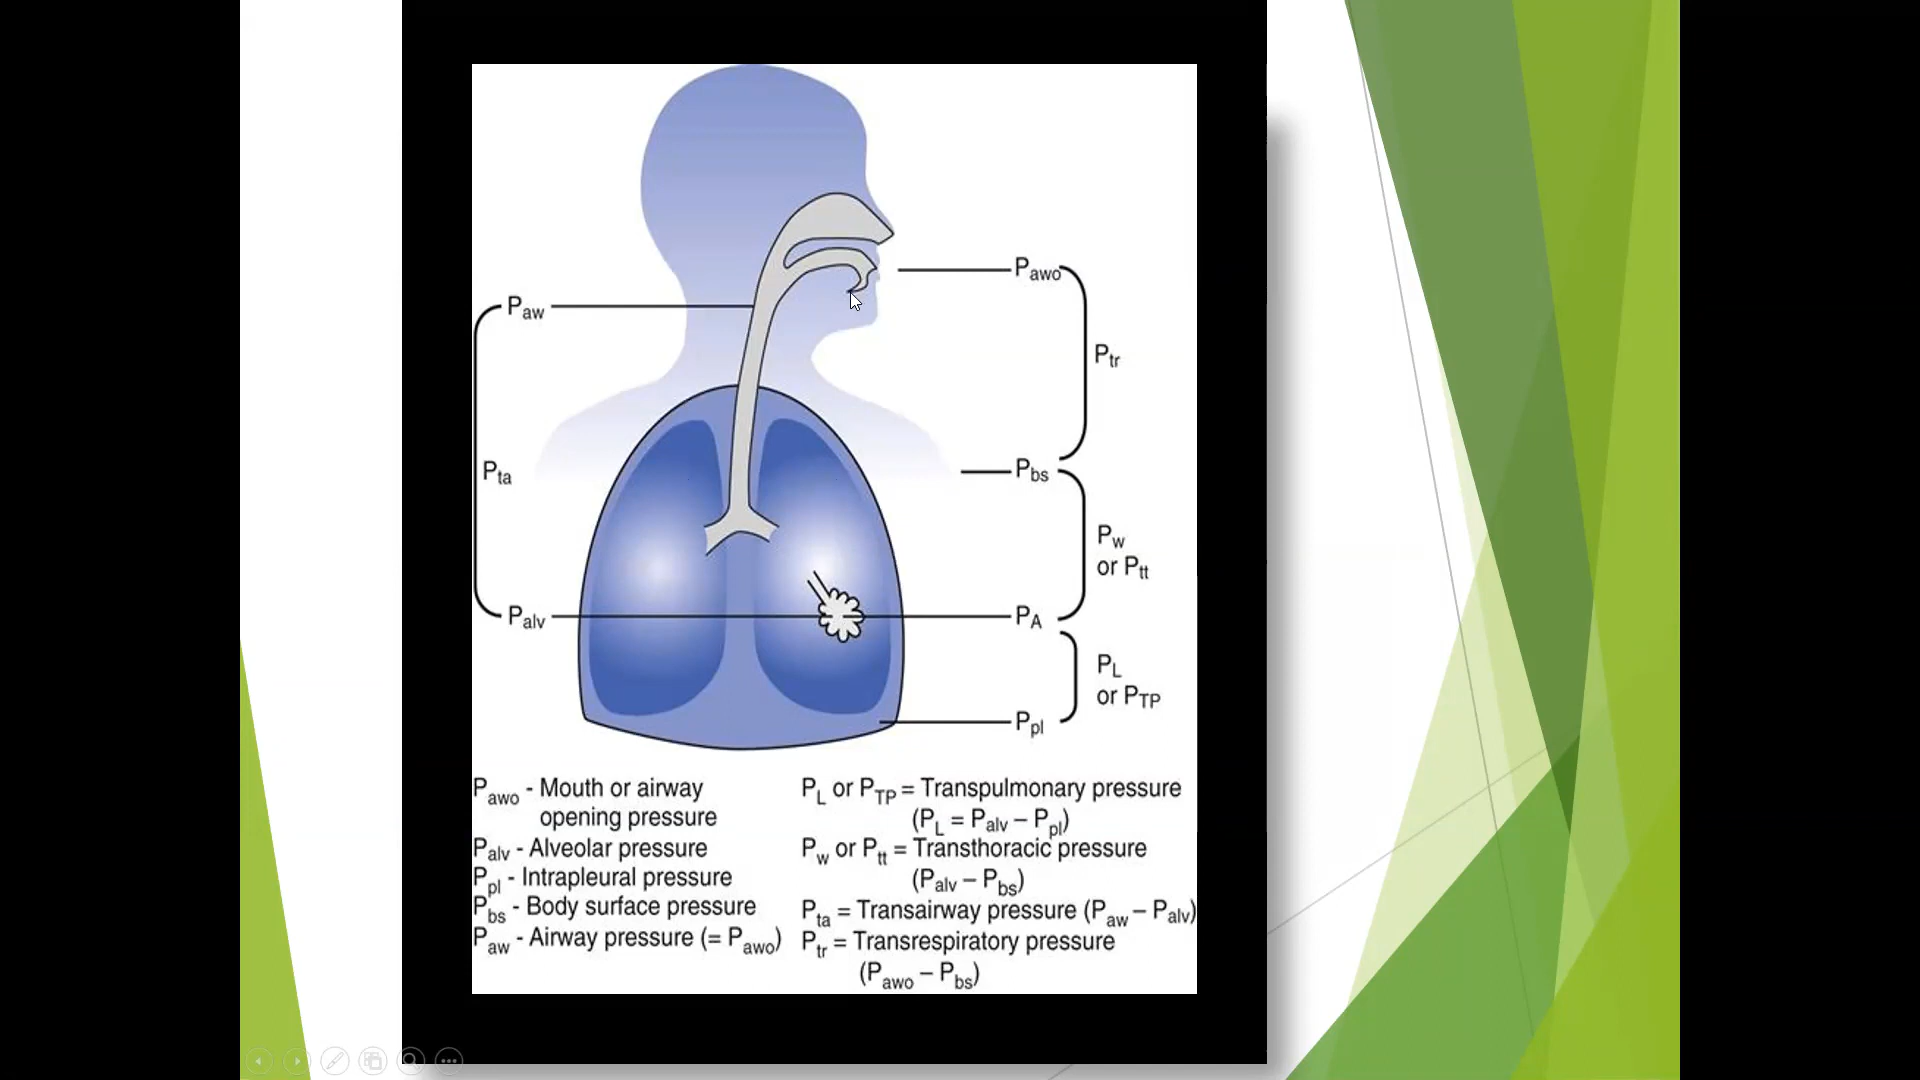 Pawo
Paw
Ptr
Pta
Pbs
Pw
or Ptt
Palv
PA
PL
or PTP
Ppl
Pawo - Mouth or airway
opening pressure
Palv - Alveolar pressure
Ppl - Intrapleural pressure
Pbs - Body surface pressure
Paw - Airway pressure (= Pawo)
PL or PTP = Transpulmonary pressure
(PL = Palv – Ppl)
Pw or Ptt = Transthoracic pressure
(Palv – Pbs)
Pta = Transairway pressure (Paw – Palv)
Ptr = Transrespiratory pressure
(Pawo – Pbs)